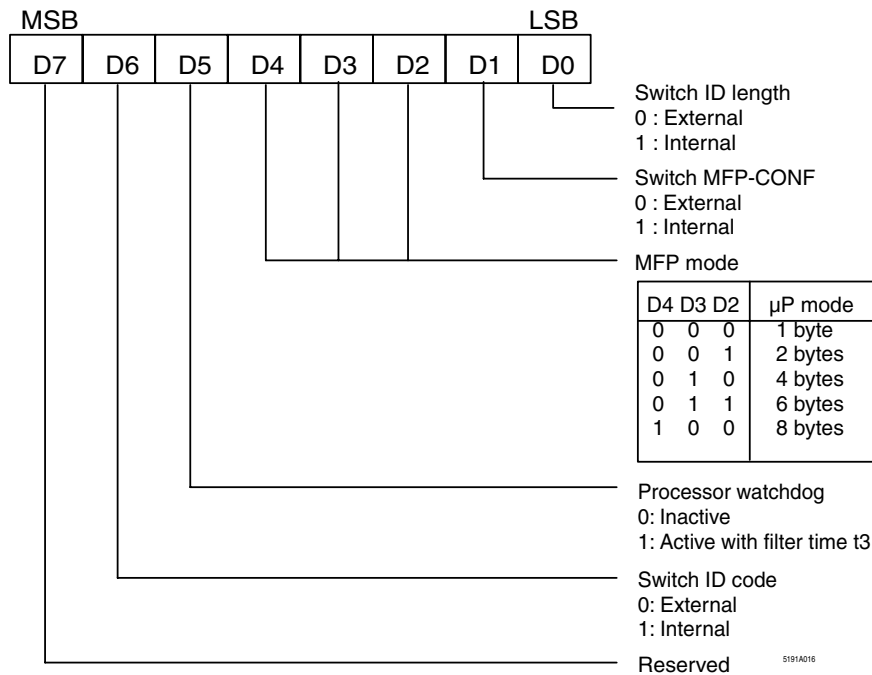 MSB LSB
D7 D6 D5 D4 D3 D2 D1 D0
Switch ID length
0 : External
1 : Internal
Switch MFP-CONF
0 : External
1 : Internal
MFP mode
D4 D3 D2 µP mode
0 0 0 1 byte
0 0 1 2 bytes
0 1 0 4 bytes
0 1 1 6 bytes
1 0 0 8 bytes
Processor watchdog
0: Inactive
1: Active with filter time t3
Switch ID code
0: External
1: Internal
Reserved 5191A016